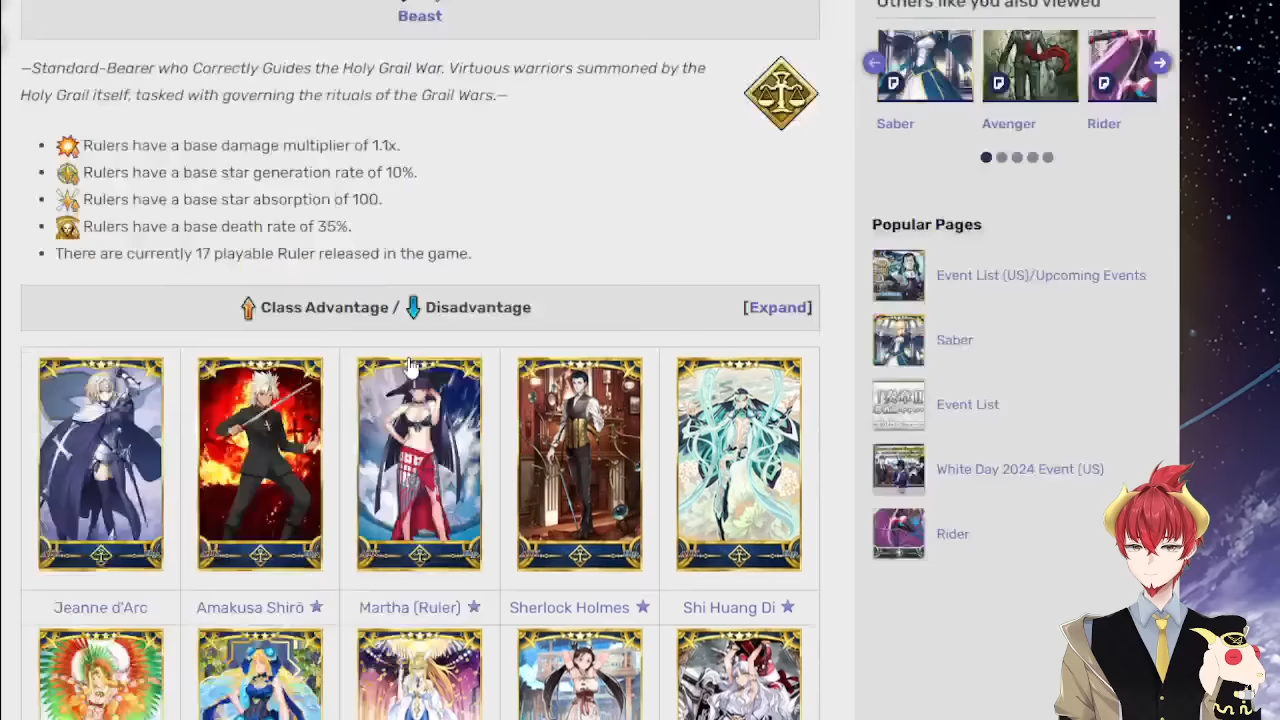 Beast
—Standard-Bearer who Correctly Guides the Holy Grail War. Virtuous warriors summoned by the
Holy Grail itself, tasked with governing the rituals of the Grail Wars.—
Rulers have a base damage multiplier of 1.1x.
Rulers have a base star generation rate of 10%.
Rulers have a base star absorption of 100.
Rulers have a base death rate of 35%.
There are currently 17 playable Ruler released in the game.
Class Advantage / Disadvantage
[Expand]
Jeanne d'Arc
Amakusa Shirō
Martha (Ruler)
Sherlock Holmes
Shi Huang Di
Others like you also viewed
Saber
Avenger
Rider
Popular Pages
Event List (US)/Upcoming Events
Saber
Event List
White Day 2024 Event (US)
Rider